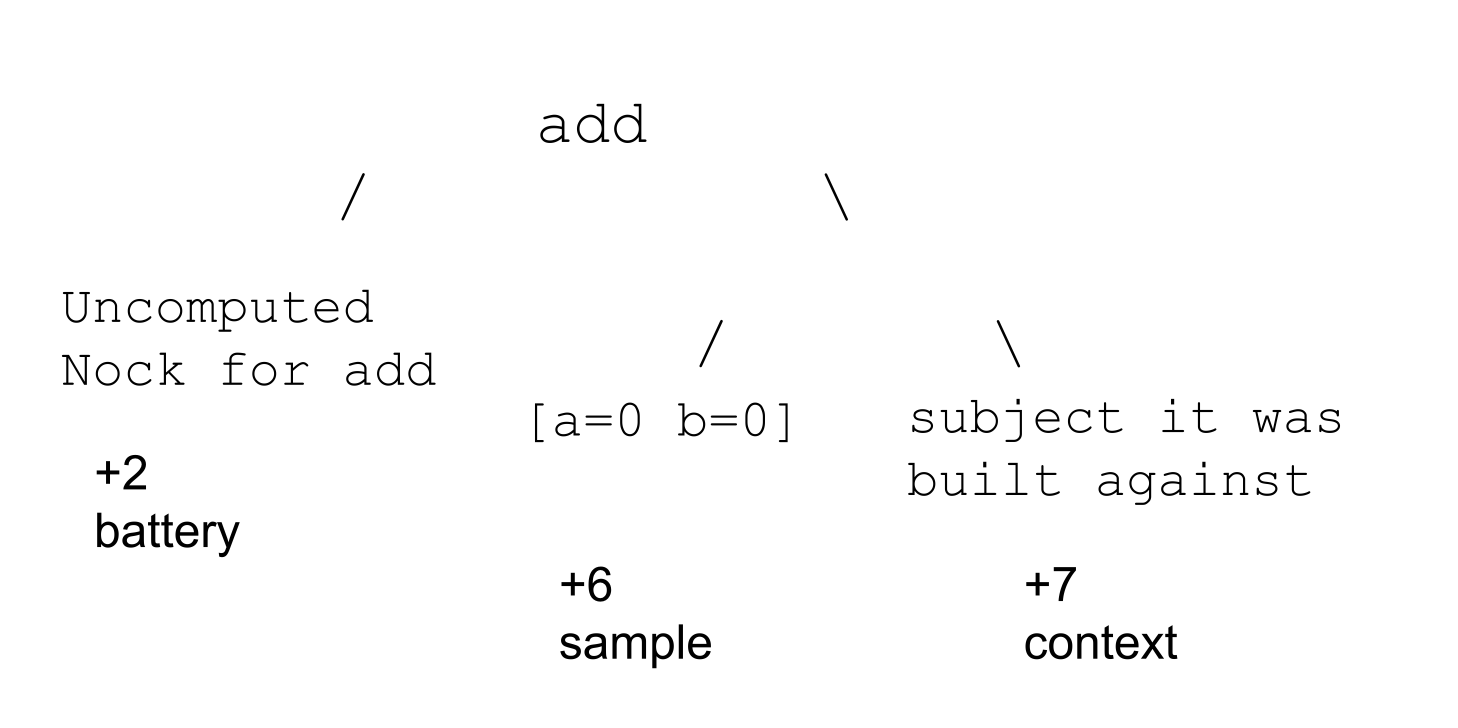 add
/ \
Uncomputed
Nock for add
/ \
[a=0 b=0]
subject it was
built against
+2
battery
+6
sample
+7
context